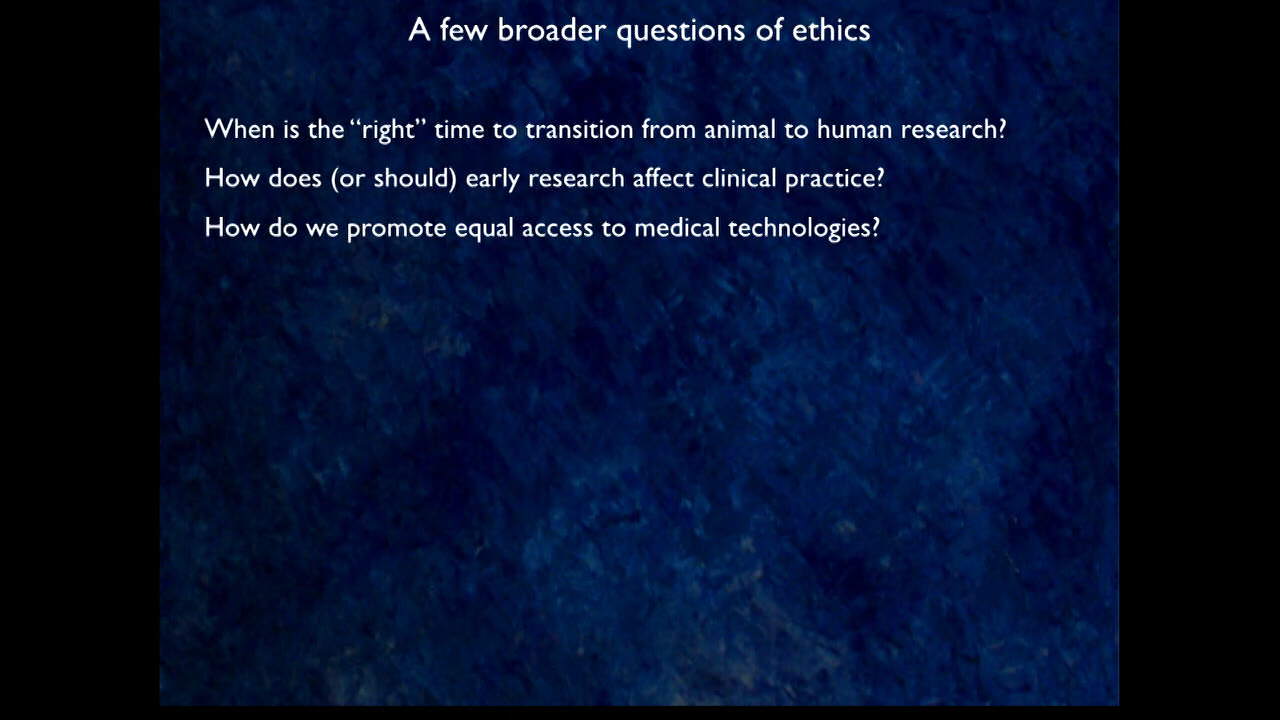 A few broader questions of ethics
When is the “right” time to transition from animal to human research?
How does (or should) early research affect clinical practice?
How do we promote equal access to medical technologies?